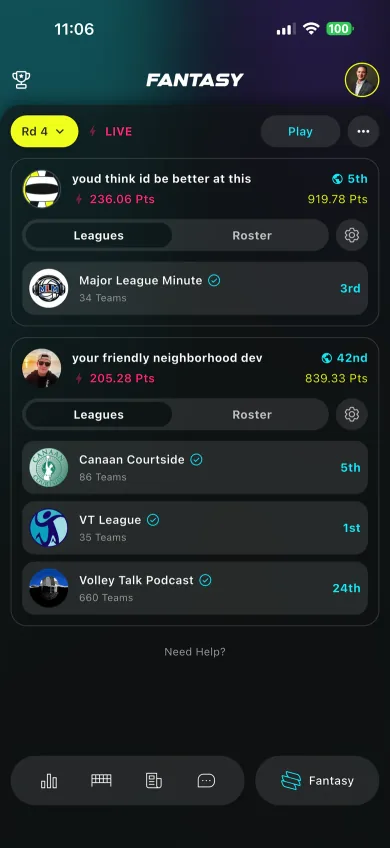 11:06
100
FANTASY
Rd 4
LIVE
Play
youd think id be better at this
5th
236.06 Pts
919.78 Pts
Leagues
Roster
Major League Minute
34 Teams
3rd
your friendly neighborhood dev
42nd
205.28 Pts
839.33 Pts
Leagues
Roster
Canaan Courtside
86 Teams
5th
VT League
35 Teams
1st
Volley Talk Podcast
660 Teams
24th
Need Help?
Fantasy